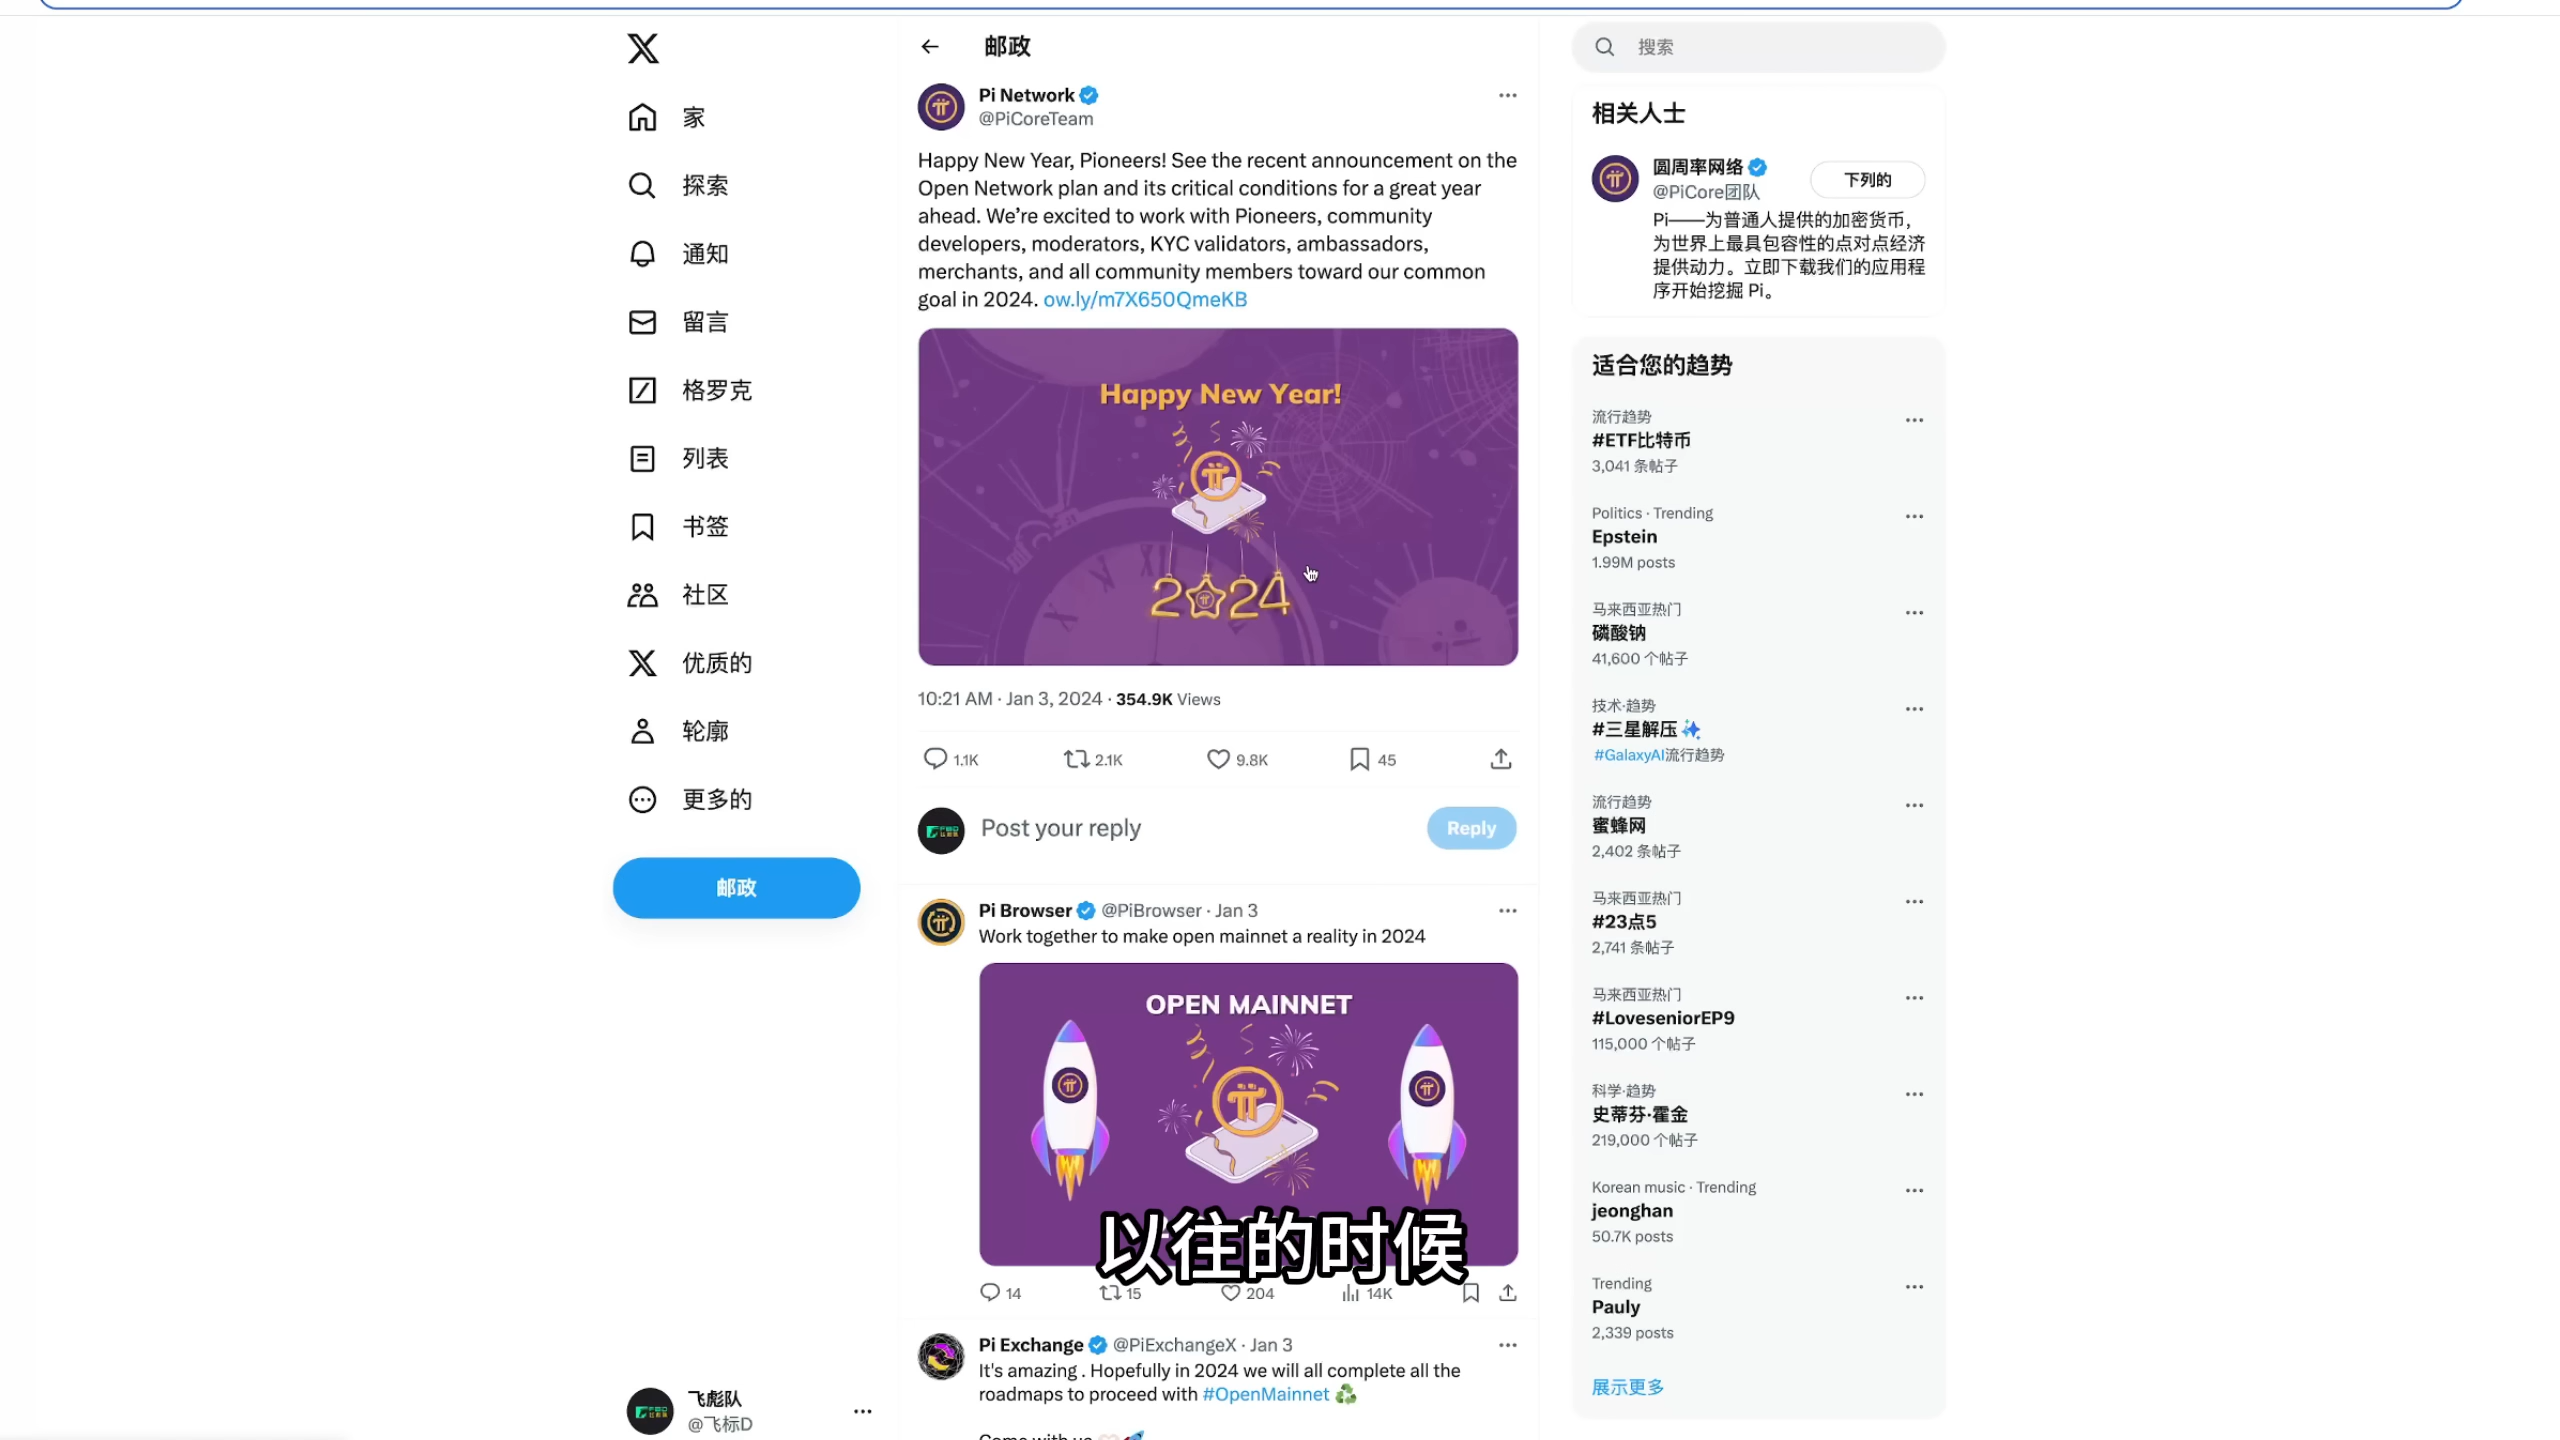 家
探索
通知
留言
格罗克
列表
书签
社区
优质的
轮廓
更多的
邮政
飞彪队
@飞标D
邮政
Pi Network
@PiCoreTeam
Happy New Year, Pioneers! See the recent announcement on the
Open Network plan and its critical conditions for a great year
ahead. We’re excited to work with Pioneers, community
developers, moderators, KYC validators, ambassadors,
merchants, and all community members toward our common
goal in 2024. ow.ly/m7X650QmeKB
Happy New Year!
2024
10:21 AM · Jan 3, 2024 · 354.9K Views
1.1K 2.1K 9.8K 45
Post your reply
Reply
Pi Browser @PiBrowser · Jan 3
Work together to make open mainnet a reality in 2024
OPEN MAINNET
以往的时候
14 15 204 14K
Pi Exchange @PiExchangeX · Jan 3
It's amazing . Hopefully in 2024 we will all complete all the
roadmaps to proceed with #OpenMainnet
Come with us
搜索
相关人士
圆周率网络
@PiCore团队
下列的
Pi——为普通人提供的加密货币，
为世界上最具包容性的点对点经济
提供动力。立即下载我们的应用程
序开始挖掘 Pi。
适合您的趋势
流行趋势
#ETF比特币
3,041 条帖子
Politics · Trending
Epstein
1.99M posts
马来西亚热门
磷酸钠
41,600 个帖子
技术·趋势
#三星解压
#GalaxyAI流行趋势
流行趋势
蜜蜂网
2,402 条帖子
马来西亚热门
#23点5
2,741 条帖子
马来西亚热门
#LoveseniorEP9
115,000 个帖子
科学·趋势
史蒂芬·霍金
219,000 个帖子
Korean music · Trending
jeonghan
50.7K posts
Trending
Pauly
2,339 posts
展示更多